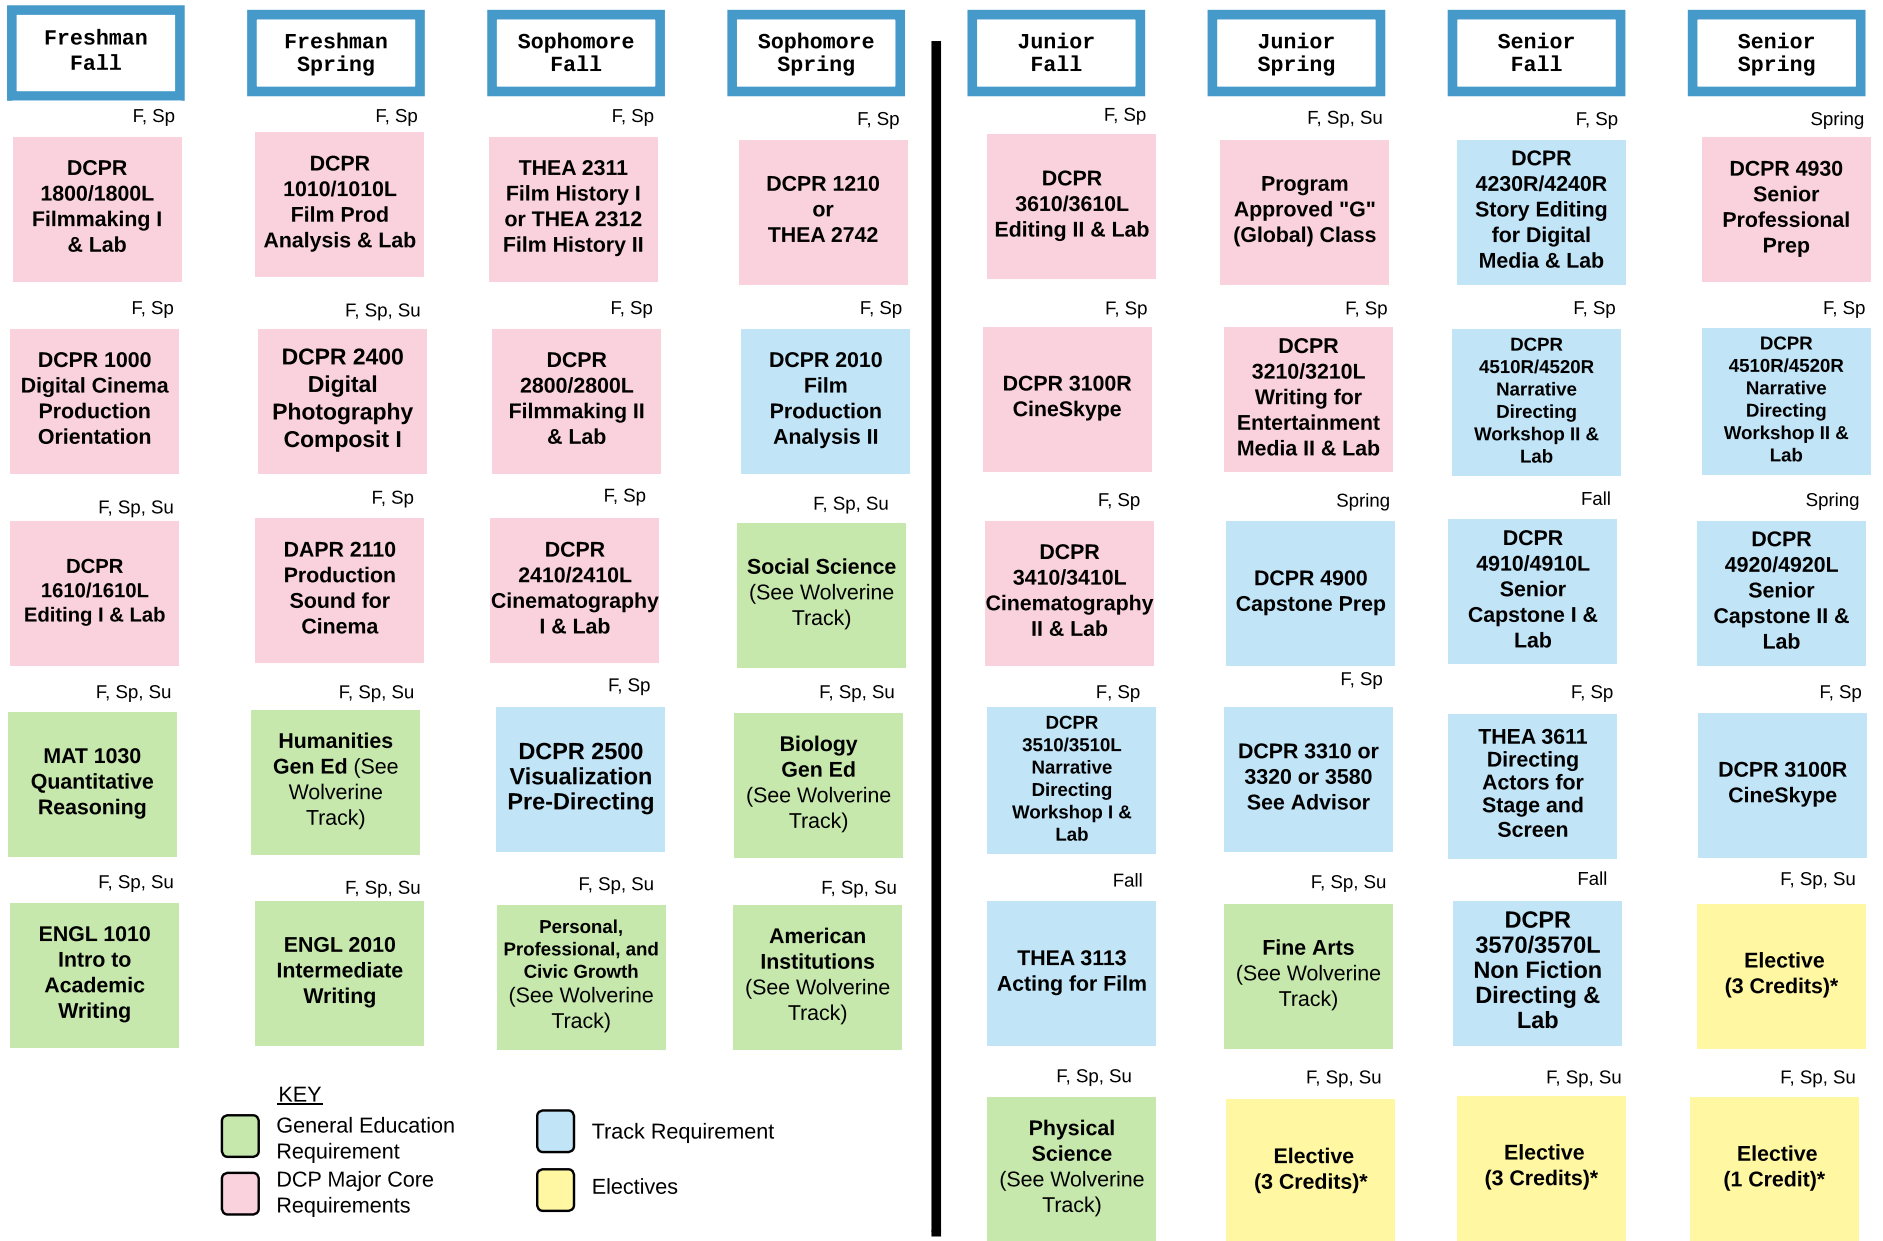 Freshman
Fall
Freshman
Spring
Sophomore
Fall
Sophomore
Spring
Junior
Fall
Junior
Spring
Senior
Fall
Senior
Spring
F, Sp
DCPR
1800/1800L
Filmmaking I
& Lab
F, Sp
DCPR
1010/1010L
Film Prod
Analysis & Lab
F, Sp
THEA 2311
Film History I
or THEA 2312
Film History II
F, Sp
DCPR 1210
or
THEA 2742
F, Sp
DCPR
3610/3610L
Editing II & Lab
F, Sp, Su
Program
Approved "G"
(Global) Class
F, Sp
DCPR
4230R/4240R
Story Editing
for Digital
Media & Lab
Spring
DCPR 4930
Senior
Professional
Prep
F, Sp
DCPR 1000
Digital Cinema
Production
Orientation
F, Sp, Su
DCPR 2400
Digital
Photography
Composit I
F, Sp
DCPR
2800/2800L
Filmmaking II
& Lab
F, Sp
DCPR 2010
Film
Production
Analysis II
F, Sp
DCPR 3100R
CineSkype
F, Sp
DCPR
3210/3210L
Writing for
Entertainment
Media II & Lab
F, Sp
DCPR
4510R/4520R
Narrative
Directing
Workshop II &
Lab
F, Sp
DCPR
4510R/4520R
Narrative
Directing
Workshop II &
Lab
F, Sp, Su
DCPR
1610/1610L
Editing I & Lab
F, Sp
DAPR 2110
Production
Sound for
Cinema
F, Sp
DCPR
2410/2410L
Cinematography
I & Lab
F, Sp, Su
Social Science
(See Wolverine
Track)
F, Sp
DCPR
3410/3410L
Cinematography
II & Lab
Spring
DCPR 4900
Capstone Prep
Fall
DCPR
4910/4910L
Senior
Capstone I &
Lab
Spring
DCPR
4920/4920L
Senior
Capstone II &
Lab
F, Sp, Su
MAT 1030
Quantitative
Reasoning
F, Sp, Su
Humanities
Gen Ed (See
Wolverine
Track)
F, Sp
DCPR 2500
Visualization
Pre-Directing
F, Sp, Su
Biology
Gen Ed
(See Wolverine
Track)
F, Sp
DCPR
3510/3510L
Narrative
Directing
Workshop I &
Lab
F, Sp
DCPR 3310 or
3320 or 3580
See Advisor
F, Sp
THEA 3611
Directing
Actors for
Stage and
Screen
F, Sp
DCPR 3100R
CineSkype
F, Sp, Su
ENGL 1010
Intro to
Academic
Writing
F, Sp, Su
ENGL 2010
Intermediate
Writing
F, Sp, Su
Personal,
Professional, and
Civic Growth
(See Wolverine
Track)
F, Sp, Su
American
Institutions
(See Wolverine
Track)
Fall
THEA 3113
Acting for Film
F, Sp, Su
Fine Arts
(See Wolverine
Track)
Fall
DCPR
3570/3570L
Non Fiction
Directing &
Lab
F, Sp, Su
Elective
(3 Credits)*
F, Sp, Su
Physical
Science
(See Wolverine
Track)
F, Sp, Su
Elective
(3 Credits)*
F, Sp, Su
Elective
(3 Credits)*
F, Sp, Su
Elective
(1 Credit)*
KEY
General Education
Requirement
DCP Major Core
Requirements
Track Requirement
Electives